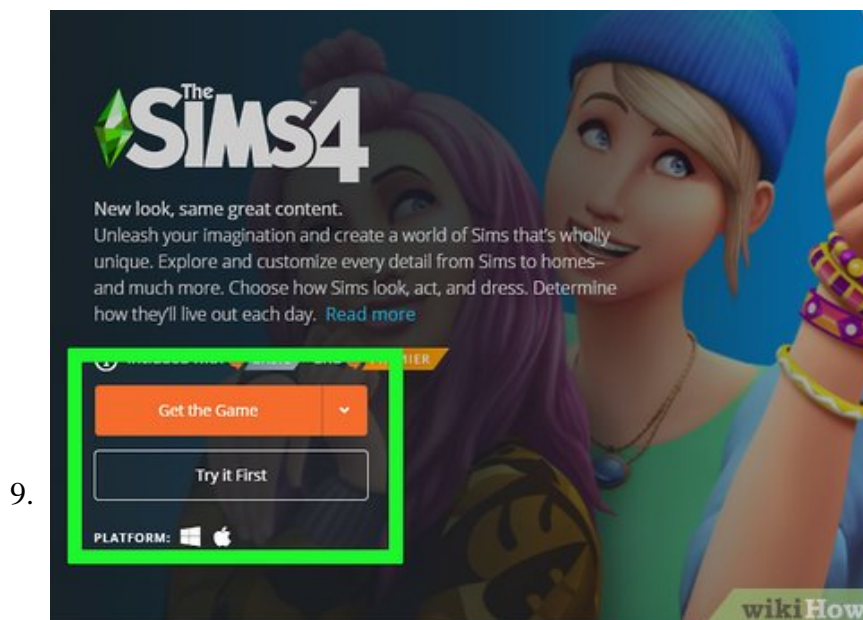 The
SiMS4
New look, same great content.
Unleash your imagination and create a world of Sims that's wholly
unique. Explore and customize every detail from Sims to homes–
and much more. Choose how Sims look, act, and dress. Determine
how they'll live out each day. Read more
Get the Game
Try it First
9.
PLATFORM:
wikiHow